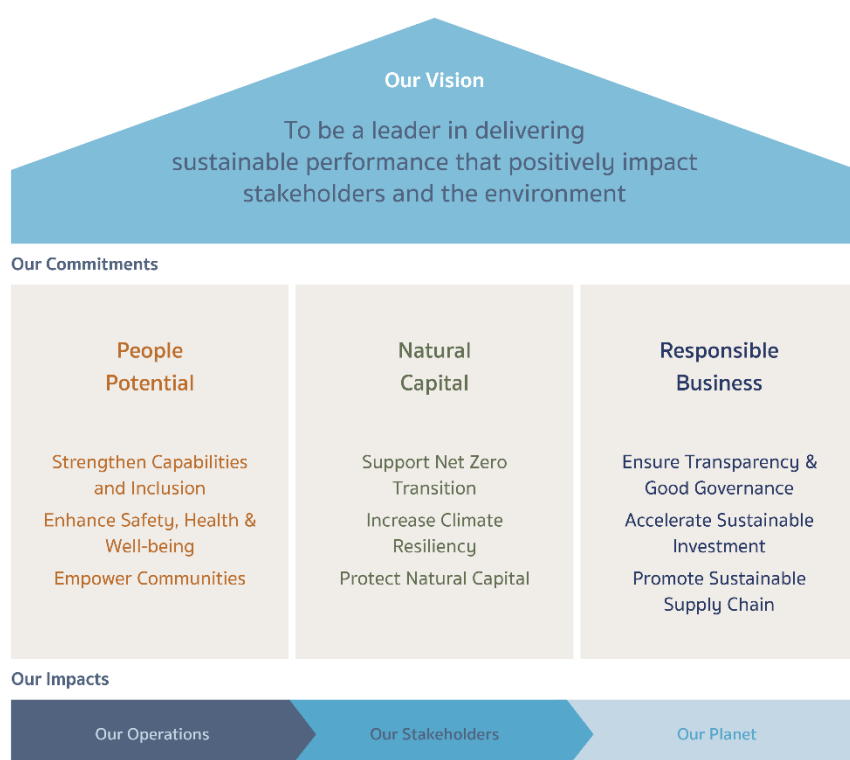 Our Vision
To be a leader in delivering
sustainable performance that positively impact
stakeholders and the environment
Our Commitments
People
Potential
Strengthen Capabilities
and Inclusion
Enhance Safety, Health &
Well-being
Empower Communities
Natural
Capital
Support Net Zero
Transition
Increase Climate
Resiliency
Protect Natural Capital
Responsible
Business
Ensure Transparency &
Good Governance
Accelerate Sustainable
Investment
Promote Sustainable
Supply Chain
Our Impacts
Our Operations
Our Stakeholders
Our Planet